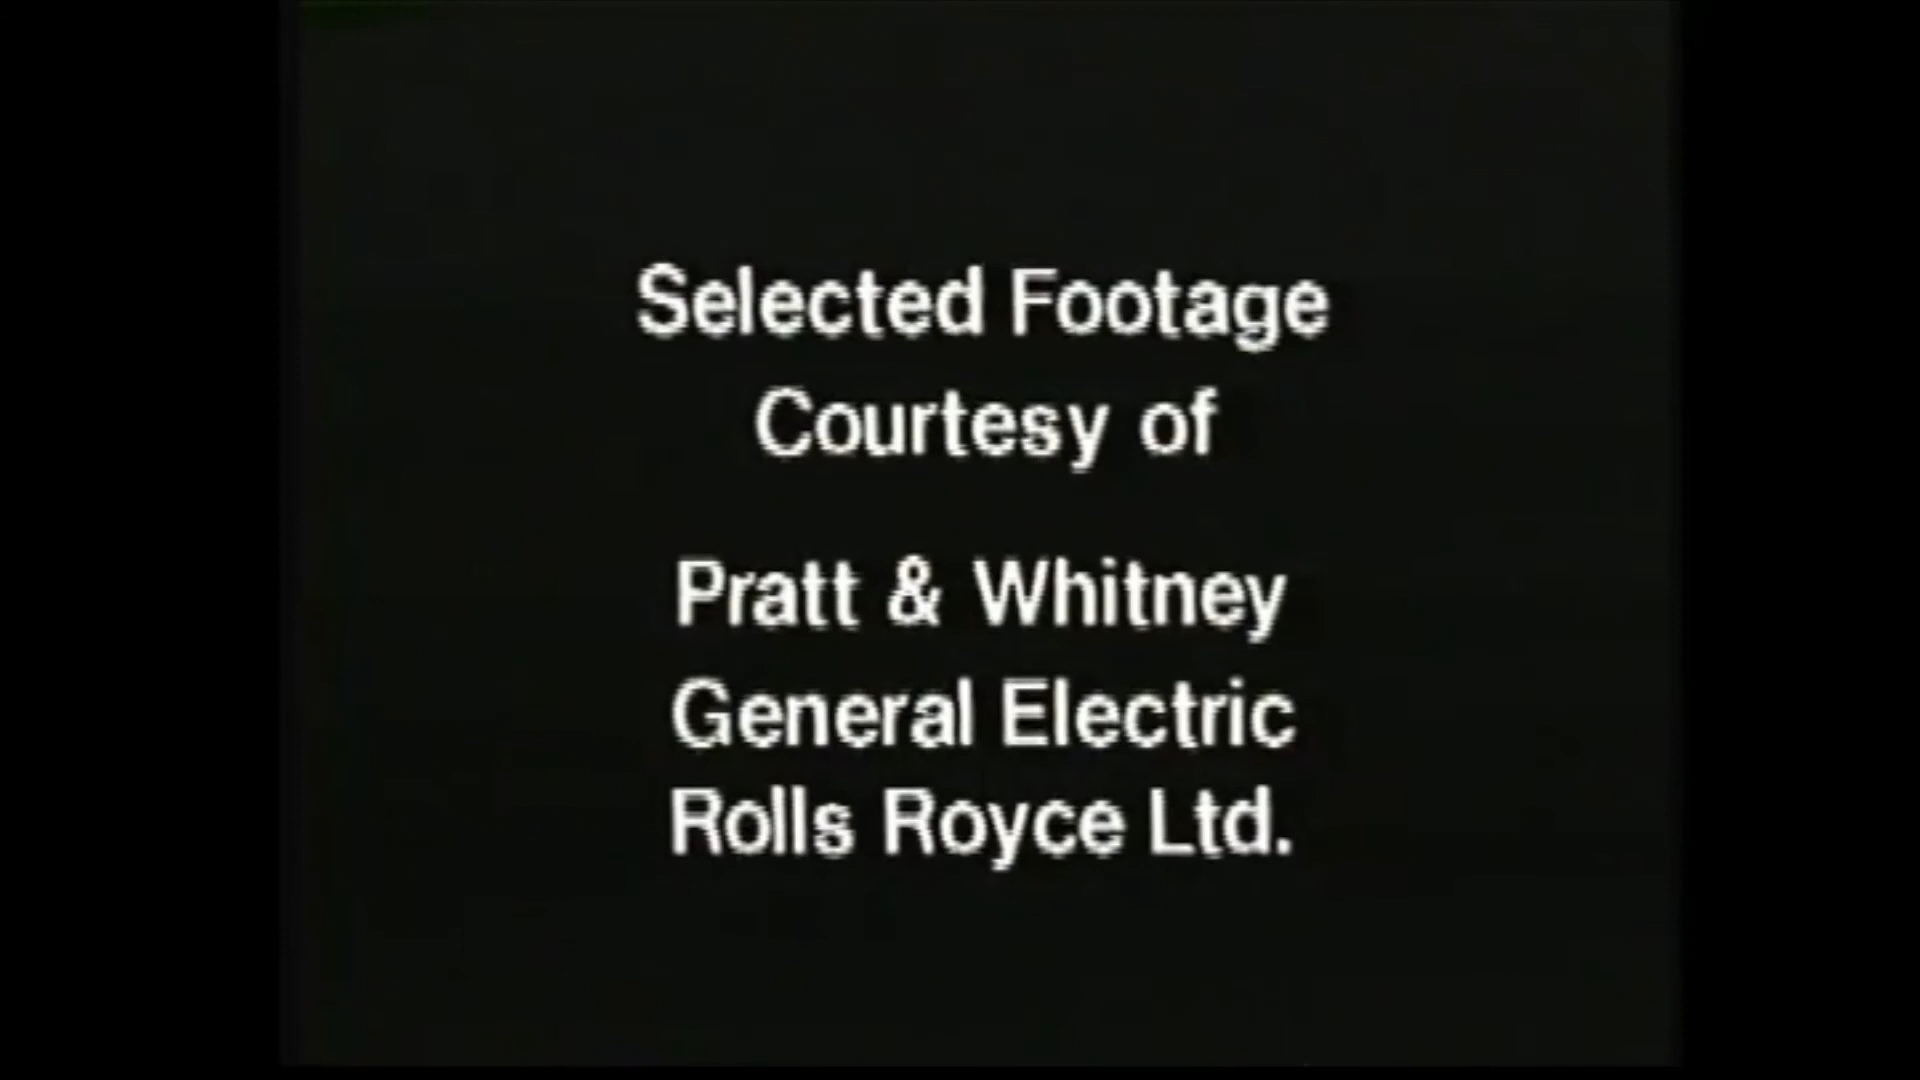 Selected Footage
Courtesy of
Pratt & Whitney
General Electric
Rolls Royce Ltd.